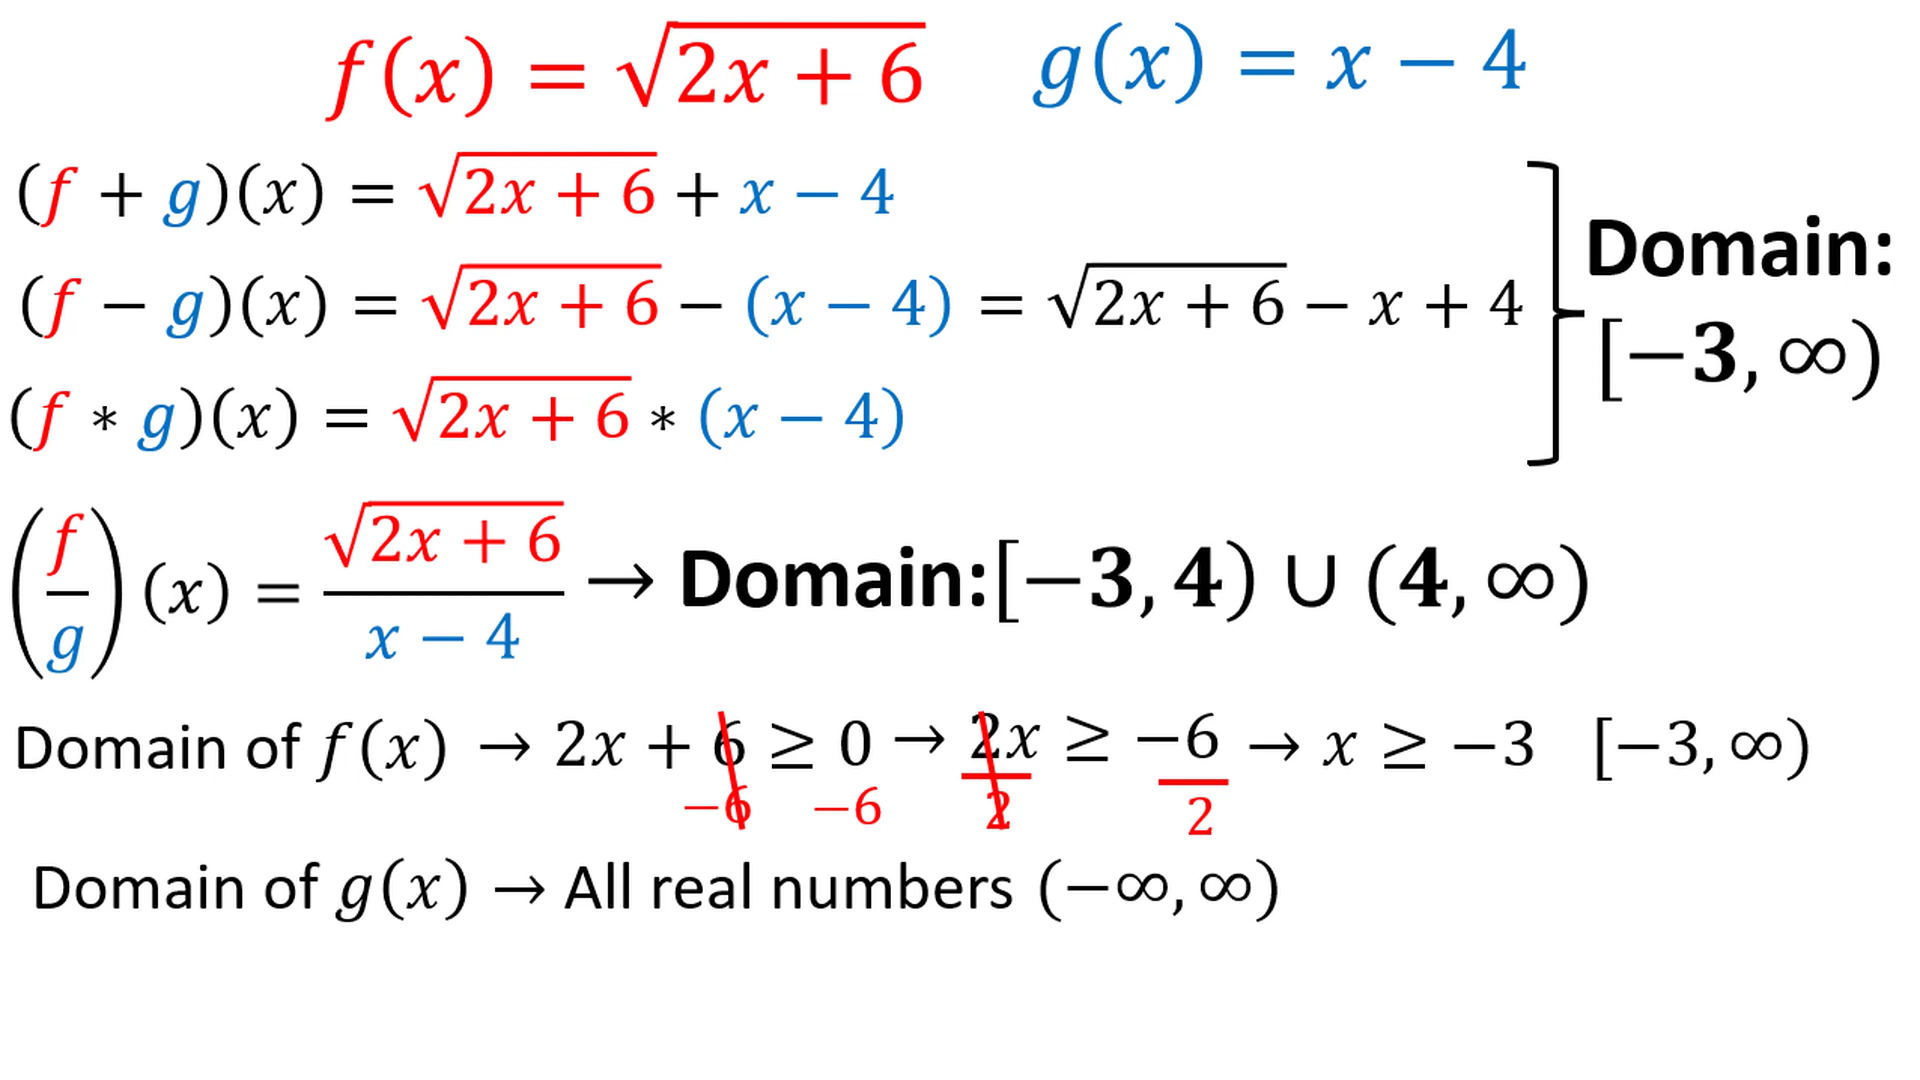 f(x) = √(2x + 6)   g(x) = x − 4
(f + g)(x) = √(2x + 6) + x − 4
(f − g)(x) = √(2x + 6) − (x − 4) = √(2x + 6) − x + 4
(f * g)(x) = √(2x + 6) * (x − 4)
Domain:
[−3, ∞)
(f/g)(x) = √(2x + 6)/(x − 4) → Domain:[−3, 4) ∪ (4, ∞)
Domain of f(x) → 2x + 6 ≥ 0 → 2x ≥ −6 → x ≥ −3 [−3, ∞)
−6 −6 2 2
Domain of g(x) → All real numbers (−∞, ∞)